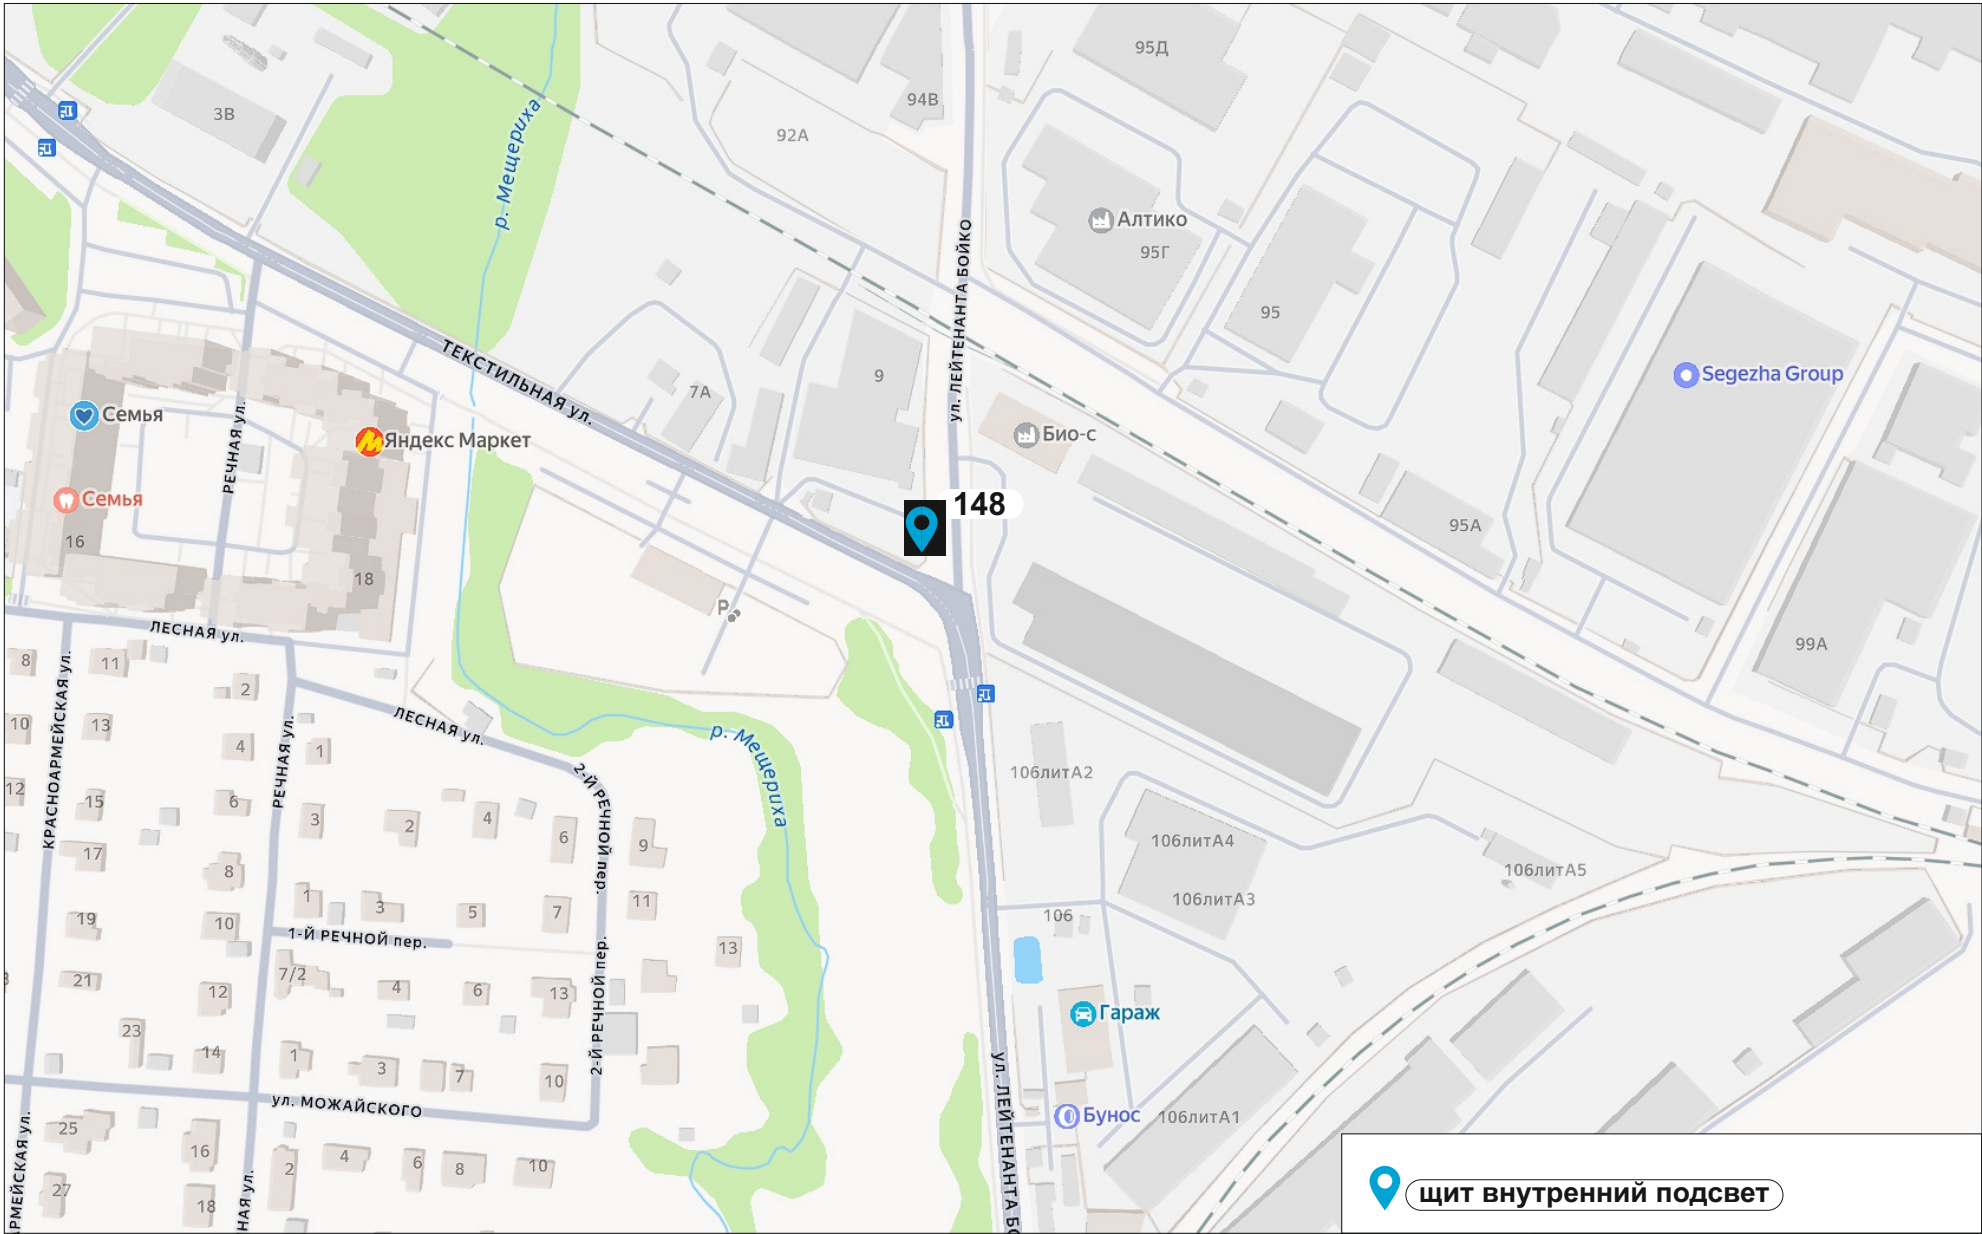 95Д
94В
3В
92А
р. Мещериха
Алтико
95Г
ул. ЛЕЙТЕНАНТА БОЙКО
95
ТЕКСТИЛЬНАЯ ул.
9
7А
Segezha Group
Семья
РЕЧНАЯ ул.
Яндекс Маркет
Био-с
Семья
148
16
95А
18
P
ЛЕСНАЯ ул.
99А
8
11
КРАСНОАРМЕЙСКАЯ ул.
2
10
13
ЛЕСНАЯ ул.
р. Мещериха
4
1
РЕЧНАЯ ул.
2-Й РЕЧНОЙ пер.
106литА2
12
15
6
3
2
4
6
9
106литА4
17
8
106литА5
1
3
5
7
11
106литА3
19
10
106
1-Й РЕЧНОЙ пер.
13
2-Й РЕЧНОЙ пер.
21
7/2
12
4
6
13
Гараж
23
14
1
3
7
10
ул. ЛЕЙТЕНАНТА БО
ул. МОЖАЙСКОГО
Бунос
106литА1
АРМЕЙСКАЯ ул.
25
16
2
4
6
8
10
27
18
НАЯ ул.
щит внутренний подсвет